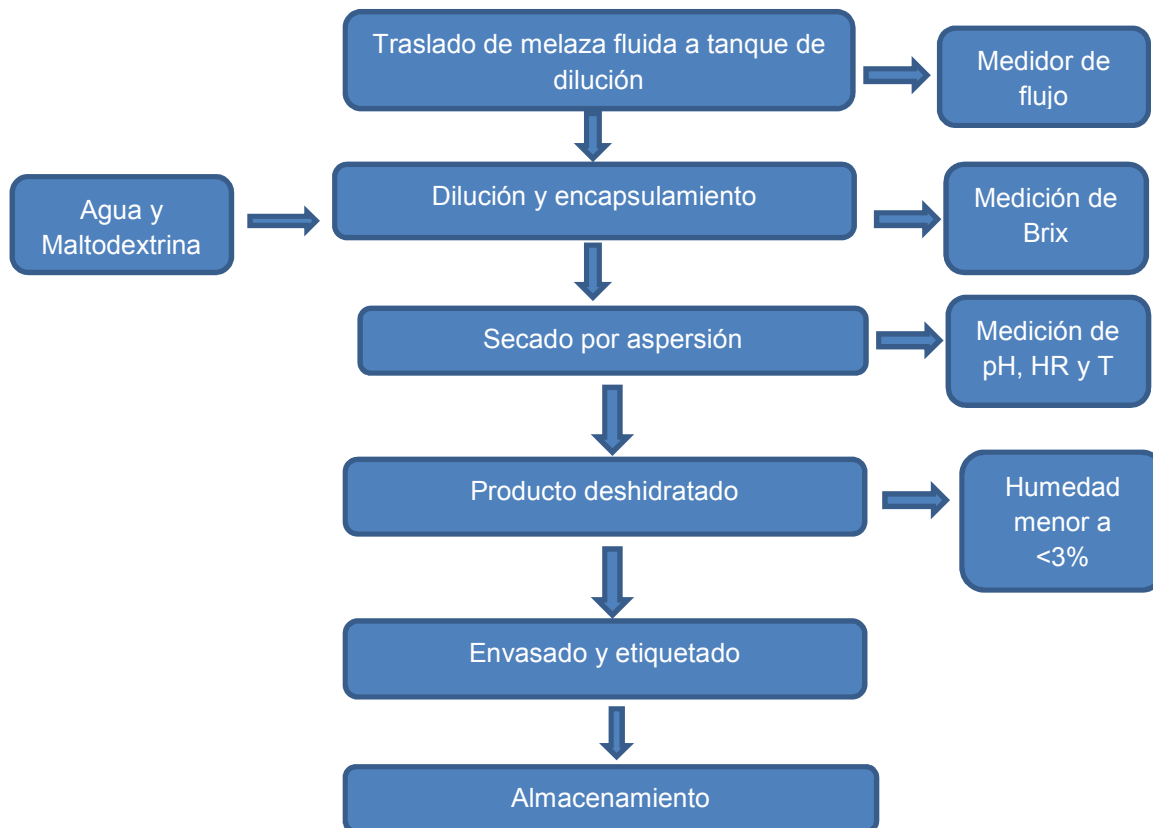 Traslado de melaza fluida a tanque de
dilución
Medidor de
flujo
Agua y
Maltodextrina
Dilución y encapsulamiento
Medición de
Brix
Secado por aspersión
Medición de
pH, HR y T
Producto deshidratado
Humedad
menor a
<3%
Envasado y etiquetado
Almacenamiento